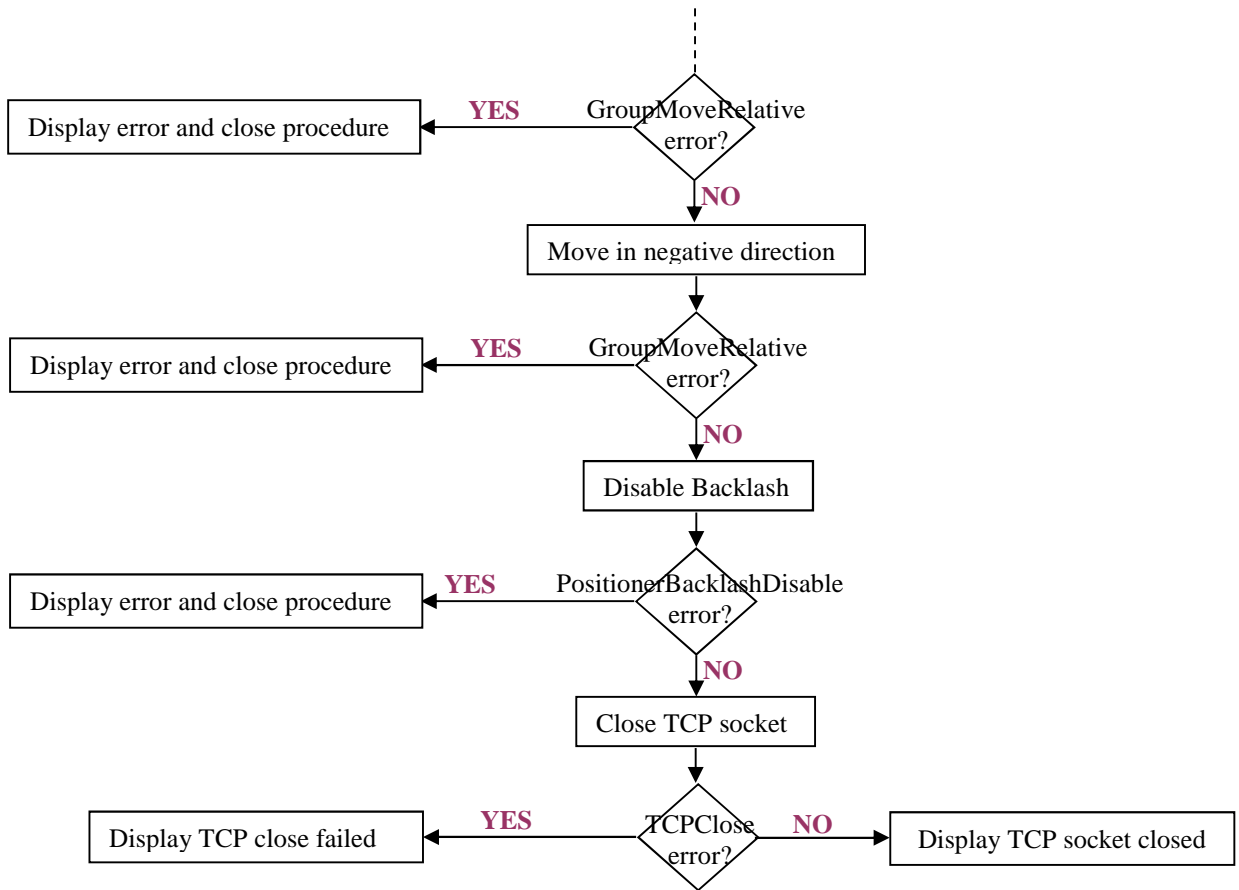 GroupMoveRelative
error?
YES
Display error and close procedure
NO
Move in negative direction
GroupMoveRelative
error?
YES
Display error and close procedure
NO
Disable Backlash
PositionerBacklashDisable
error?
YES
Display error and close procedure
NO
Close TCP socket
TCPClose
error?
YES
Display TCP close failed
NO
Display TCP socket closed